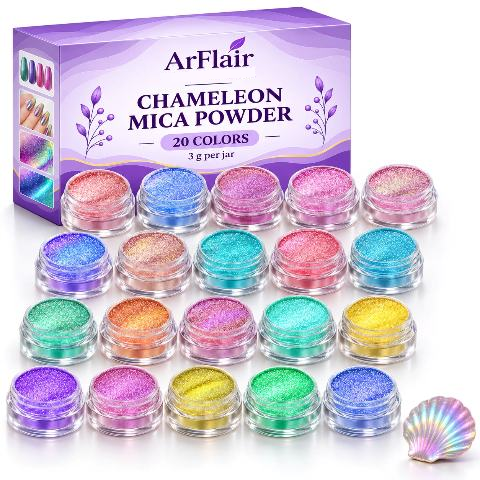 ArFlair
CHAMELEON
MICA POWDER
20 COLORS
3 g per jar